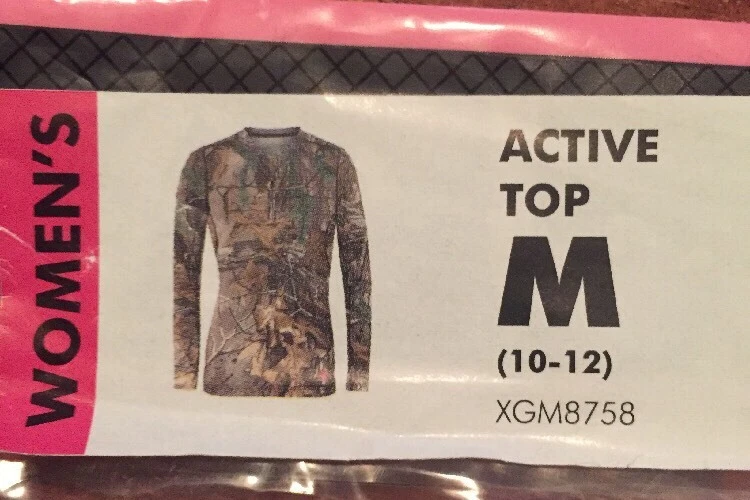 WOMEN'S
ACTIVE
TOP
M
(10-12)
XGM8758